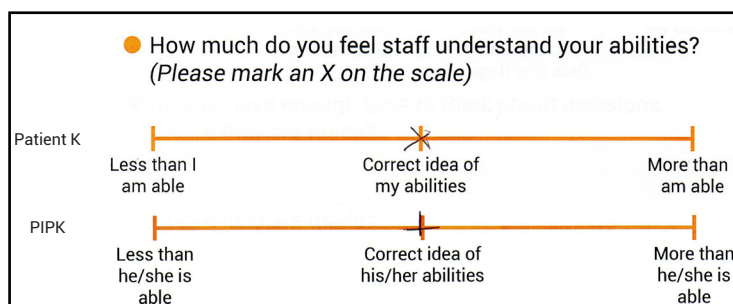 How much do you feel staff understand your abilities?
(Please mark an X on the scale)
Patient K
Less than I
am able
Correct idea of
my abilities
More than
am able
PIPK
Less than
he/she is
able
Correct idea of
his/her abilities
More than
he/she is
able